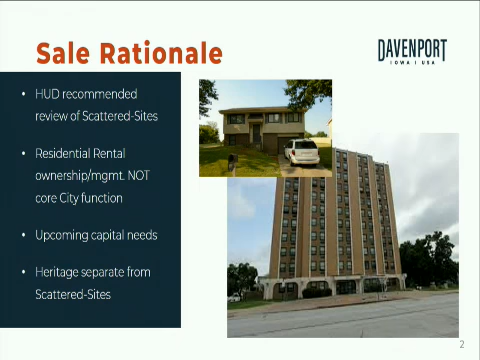 Sale Rationale
DAVENPORT
IOWA | USA
• HUD recommended
review of Scattered-Sites
• Residential Rental
ownership/mgmt. NOT
core City function
• Upcoming capital needs
• Heritage separate from
Scattered-Sites
2